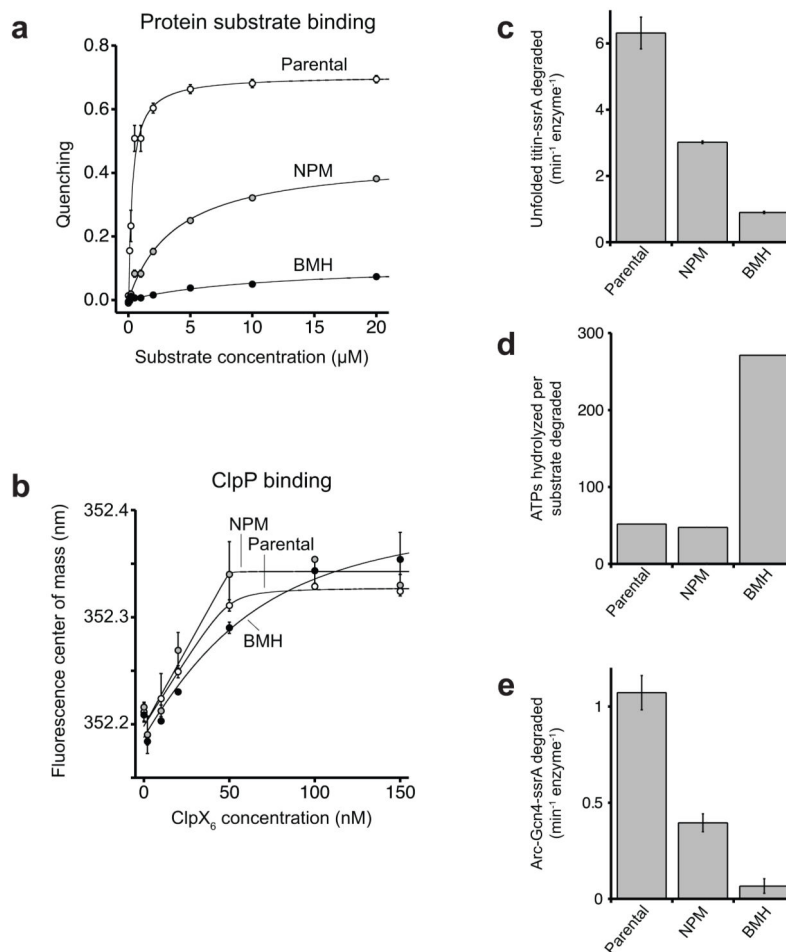 a
Protein substrate binding
Quenching
0.8
0.6
0.4
0.2
0.0
Parental
NPM
BMH
0
5
10
15
20
Substrate concentration (µM)
b
ClpP binding
Fluorescence center of mass (nm)
352.4
352.3
352.2
NPM
Parental
BMH
0
50
100
150
ClpX₆ concentration (nM)
c
Unfolded titin-ssrA degraded
(min⁻¹ enzyme⁻¹)
6
4
2
0
Parental
NPM
BMH
d
ATPs hydrolyzed per
substrate degraded
300
200
100
0
Parental
NPM
BMH
e
Arc-Gcn4-ssrA degraded
(min⁻¹ enzyme⁻¹)
1
0.5
0
Parental
NPM
BMH